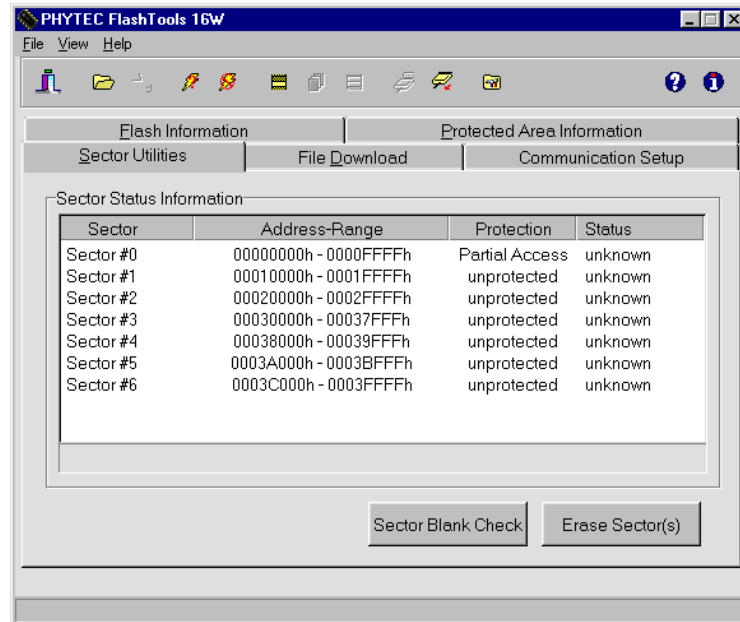 PHYTEC FlashTools 16W
File View Help
Flash Information Protected Area Information
Sector Utilities File Download Communication Setup
Sector Status Information
Sector Address-Range Protection Status
Sector #0 00000000h - 0000FFFFh Partial Access unknown
Sector #1 00010000h - 0001FFFFh unprotected unknown
Sector #2 00020000h - 0002FFFFh unprotected unknown
Sector #3 00030000h - 00037FFFh unprotected unknown
Sector #4 00038000h - 00039FFFh unprotected unknown
Sector #5 0003A000h - 0003BFFFh unprotected unknown
Sector #6 0003C000h - 0003FFFFh unprotected unknown
Sector Blank Check Erase Sector(s)